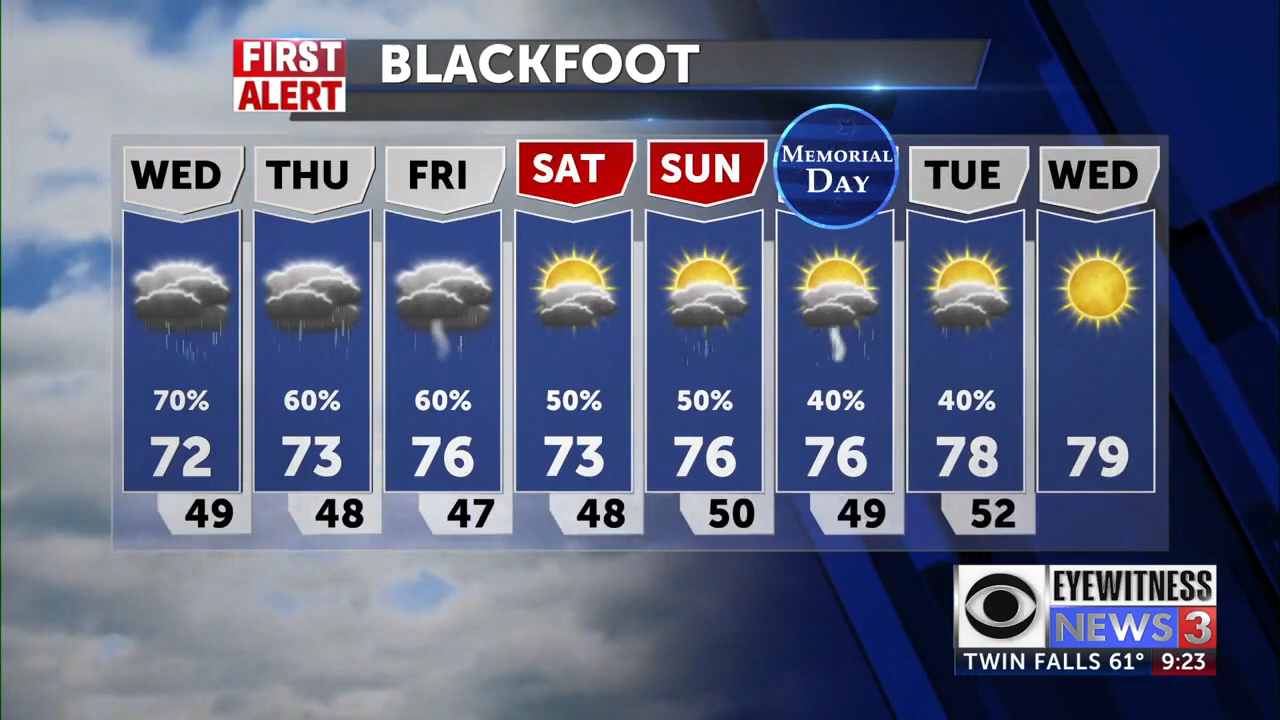 FIRST
ALERT
BLACKFOOT
WED THU FRI SAT SUN MEMORIAL DAY TUE WED
70% 60% 60% 50% 50% 40% 40%
72 73 76 73 76 76 78 79
49 48 47 48 50 49 52
EYEWITNESS
NEWS 3
TWIN FALLS 61° 9:23